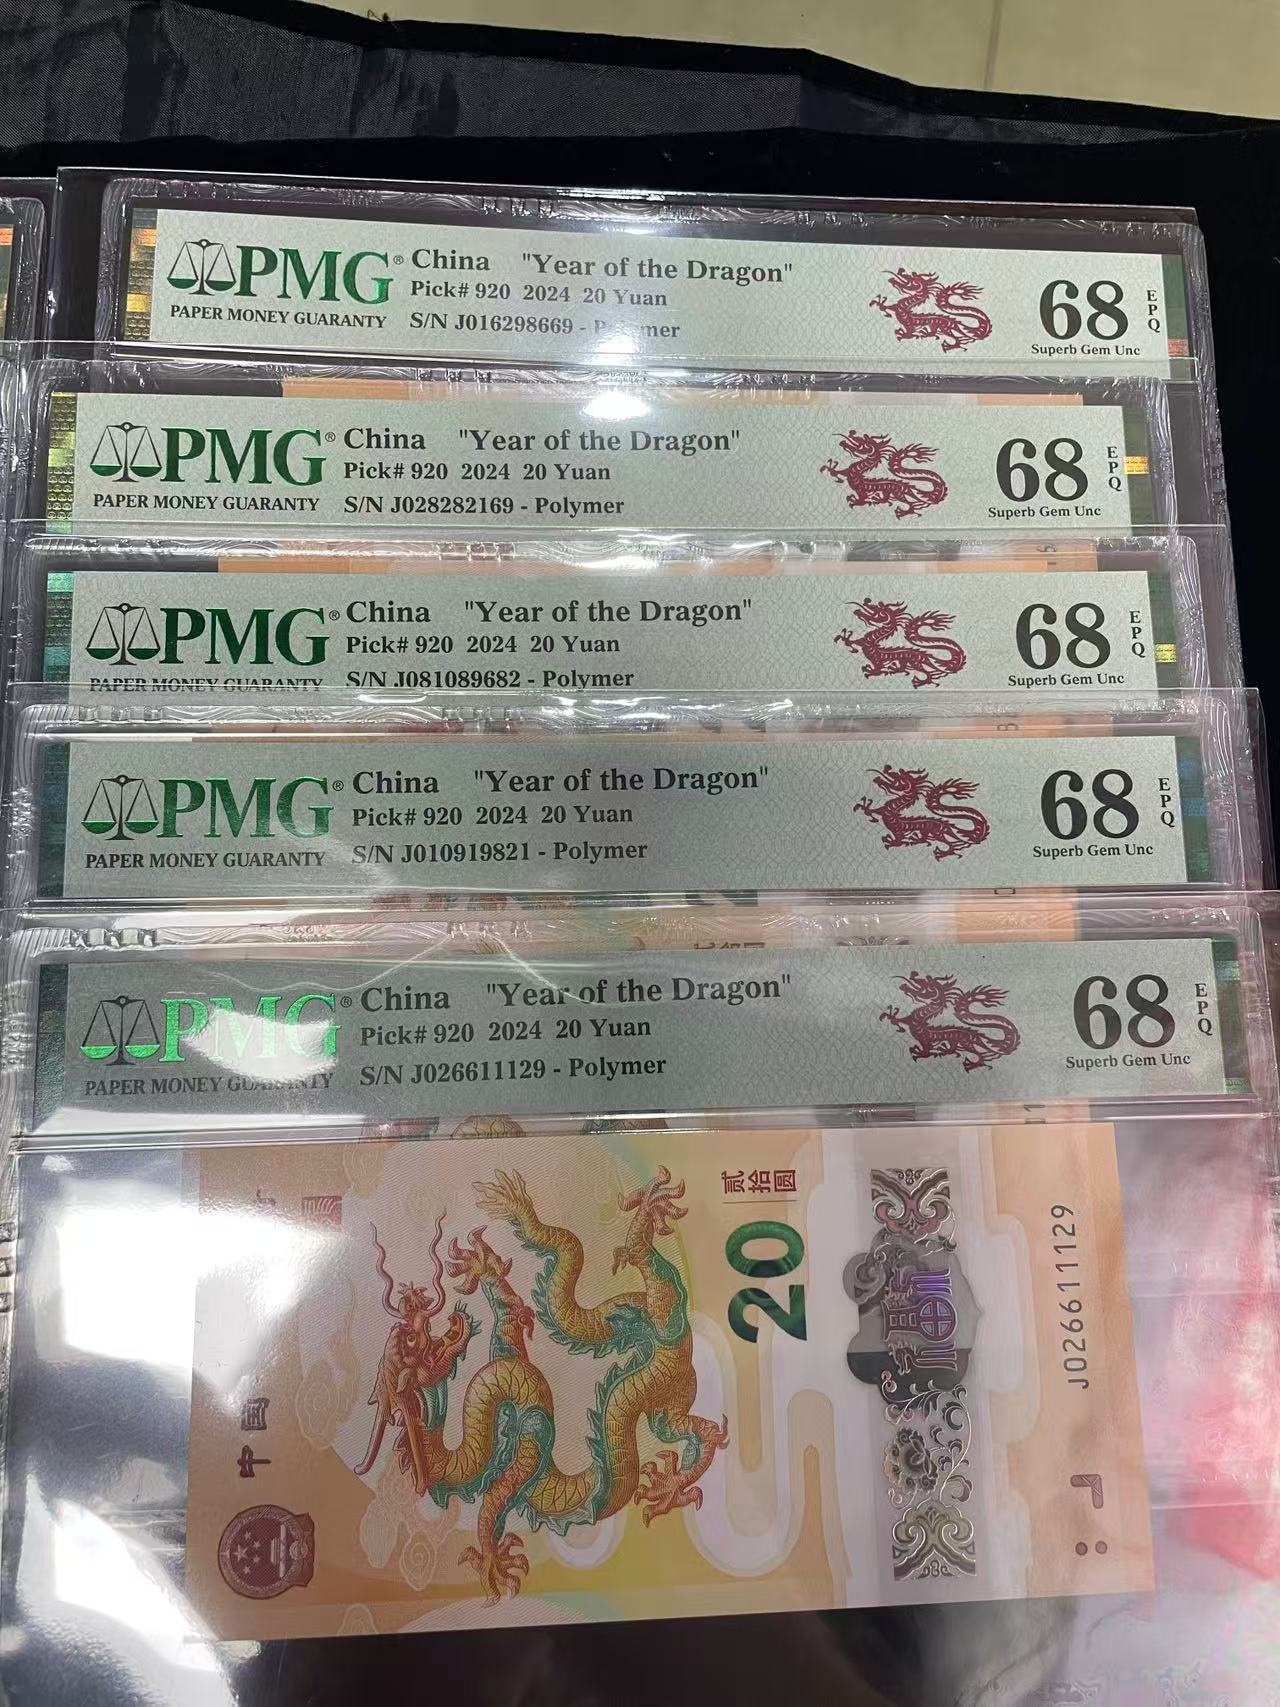 PMG® China "Year of the Dragon"
Pick# 920 2024 20 Yuan
PAPER MONEY GUARANTY S/N J016298669 - Polymer
68 EPQ
Superb Gem Unc
PMG® China "Year of the Dragon"
Pick# 920 2024 20 Yuan
PAPER MONEY GUARANTY S/N J028282169 - Polymer
68 EPQ
Superb Gem Unc
PMG® China "Year of the Dragon"
Pick# 920 2024 20 Yuan
PAPER MONEY GUARANTY S/N J081089682 - Polymer
68 EPQ
Superb Gem Unc
PMG® China "Year of the Dragon"
Pick# 920 2024 20 Yuan
PAPER MONEY GUARANTY S/N J010919821 - Polymer
68 EPQ
Superb Gem Unc
PMG® China "Year of the Dragon"
Pick# 920 2024 20 Yuan
PAPER MONEY GUARANTY S/N J026611129 - Polymer
68 EPQ
Superb Gem Unc
贰拾圆
20
福
J026611129
中国